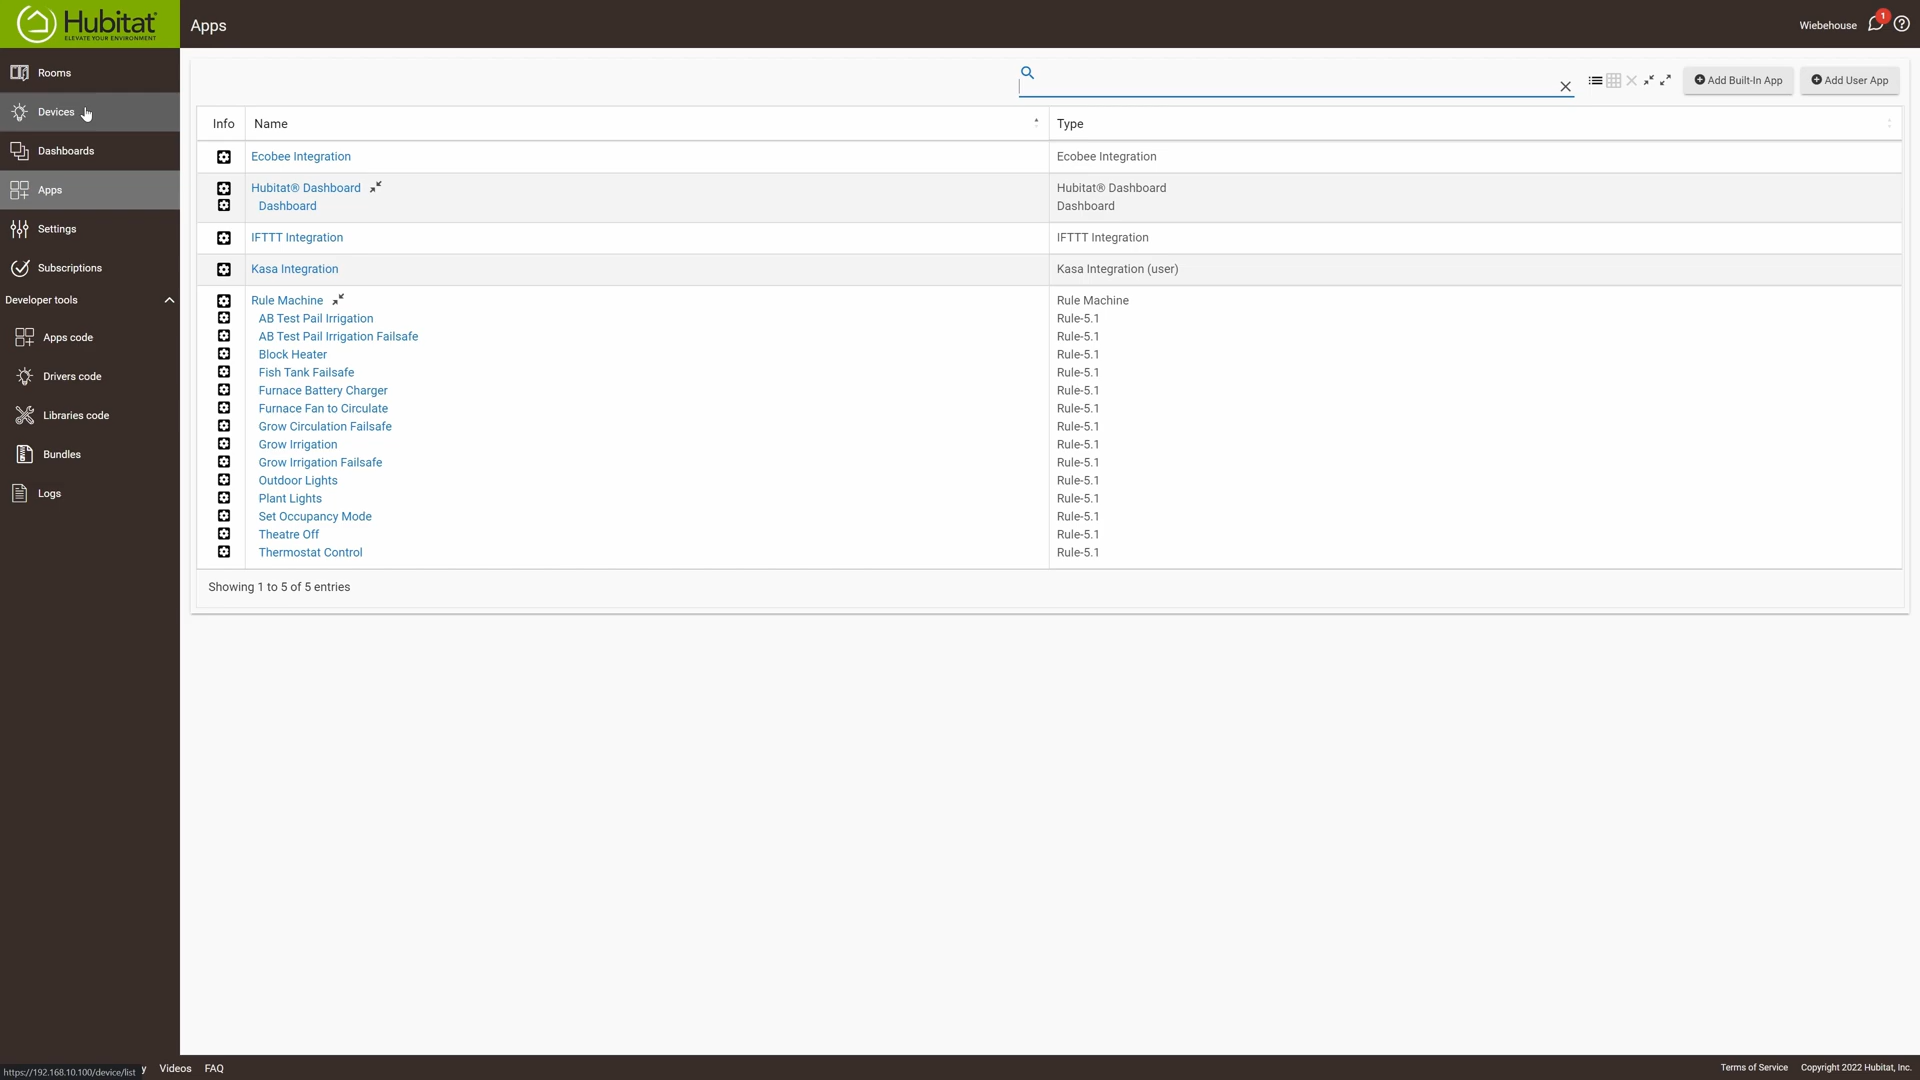 Hubitat
ELEVATE YOUR ENVIRONMENT
Apps
Wiebehouse
1
Rooms
Devices
Dashboards
Apps
Settings
Subscriptions
Developer tools
Apps code
Drivers code
Libraries code
Bundles
Logs
Add Built-In App
Add User App
Info Name Type
Ecobee Integration Ecobee Integration
Hubitat® Dashboard Hubitat® Dashboard
Dashboard Dashboard
IFTTT Integration IFTTT Integration
Kasa Integration Kasa Integration (user)
Rule Machine Rule Machine
AB Test Pail Irrigation Rule-5.1
AB Test Pail Irrigation Failsafe Rule-5.1
Block Heater Rule-5.1
Fish Tank Failsafe Rule-5.1
Furnace Battery Charger Rule-5.1
Furnace Fan to Circulate Rule-5.1
Grow Circulation Failsafe Rule-5.1
Grow Irrigation Rule-5.1
Grow Irrigation Failsafe Rule-5.1
Outdoor Lights Rule-5.1
Plant Lights Rule-5.1
Set Occupancy Mode Rule-5.1
Theatre Off Rule-5.1
Thermostat Control Rule-5.1
Showing 1 to 5 of 5 entries
https://192.168.10.100/device/list y Videos FAQ
Terms of Service Copyright 2022 Hubitat, Inc.